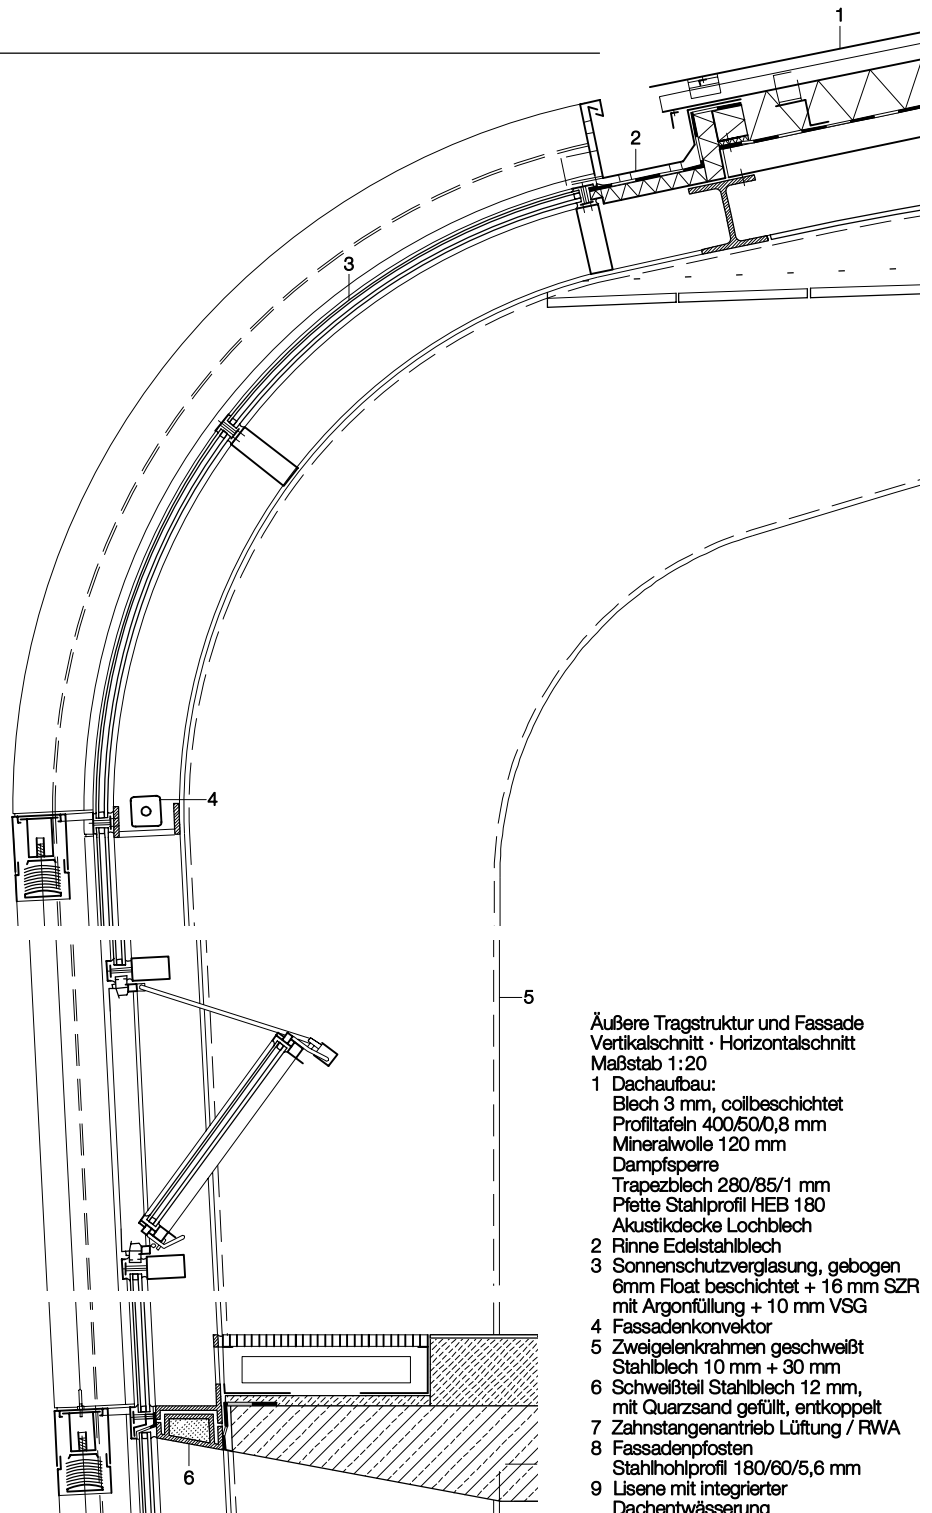 1
2
3
4
5
6
Äußere Tragstruktur und Fassade
Vertikalschnitt · Horizontalschnitt
Maßstab 1:20
1 Dachaufbau:
Blech 3 mm, coilbeschichtet
Profiltafeln 400/50/0,8 mm
Mineralwolle 120 mm
Dampfsperre
Trapezblech 280/85/1 mm
Pfette Stahlprofil HEB 180
Akustikdecke Lochblech
2 Rinne Edelstahlblech
3 Sonnenschutzverglasung, gebogen
6mm Float beschichtet + 16 mm SZR
mit Argonfüllung + 10 mm VSG
4 Fassadenkonvektor
5 Zweigelenkrahmen geschweißt
Stahlblech 10 mm + 30 mm
6 Schweißteil Stahlblech 12 mm,
mit Quarzsand gefüllt, entkoppelt
7 Zahnstangenantrieb Lüftung / RWA
8 Fassadenpfosten
Stahlhohlprofil 180/60/5,6 mm
9 Lisene mit integrierter
Dachentwässerung